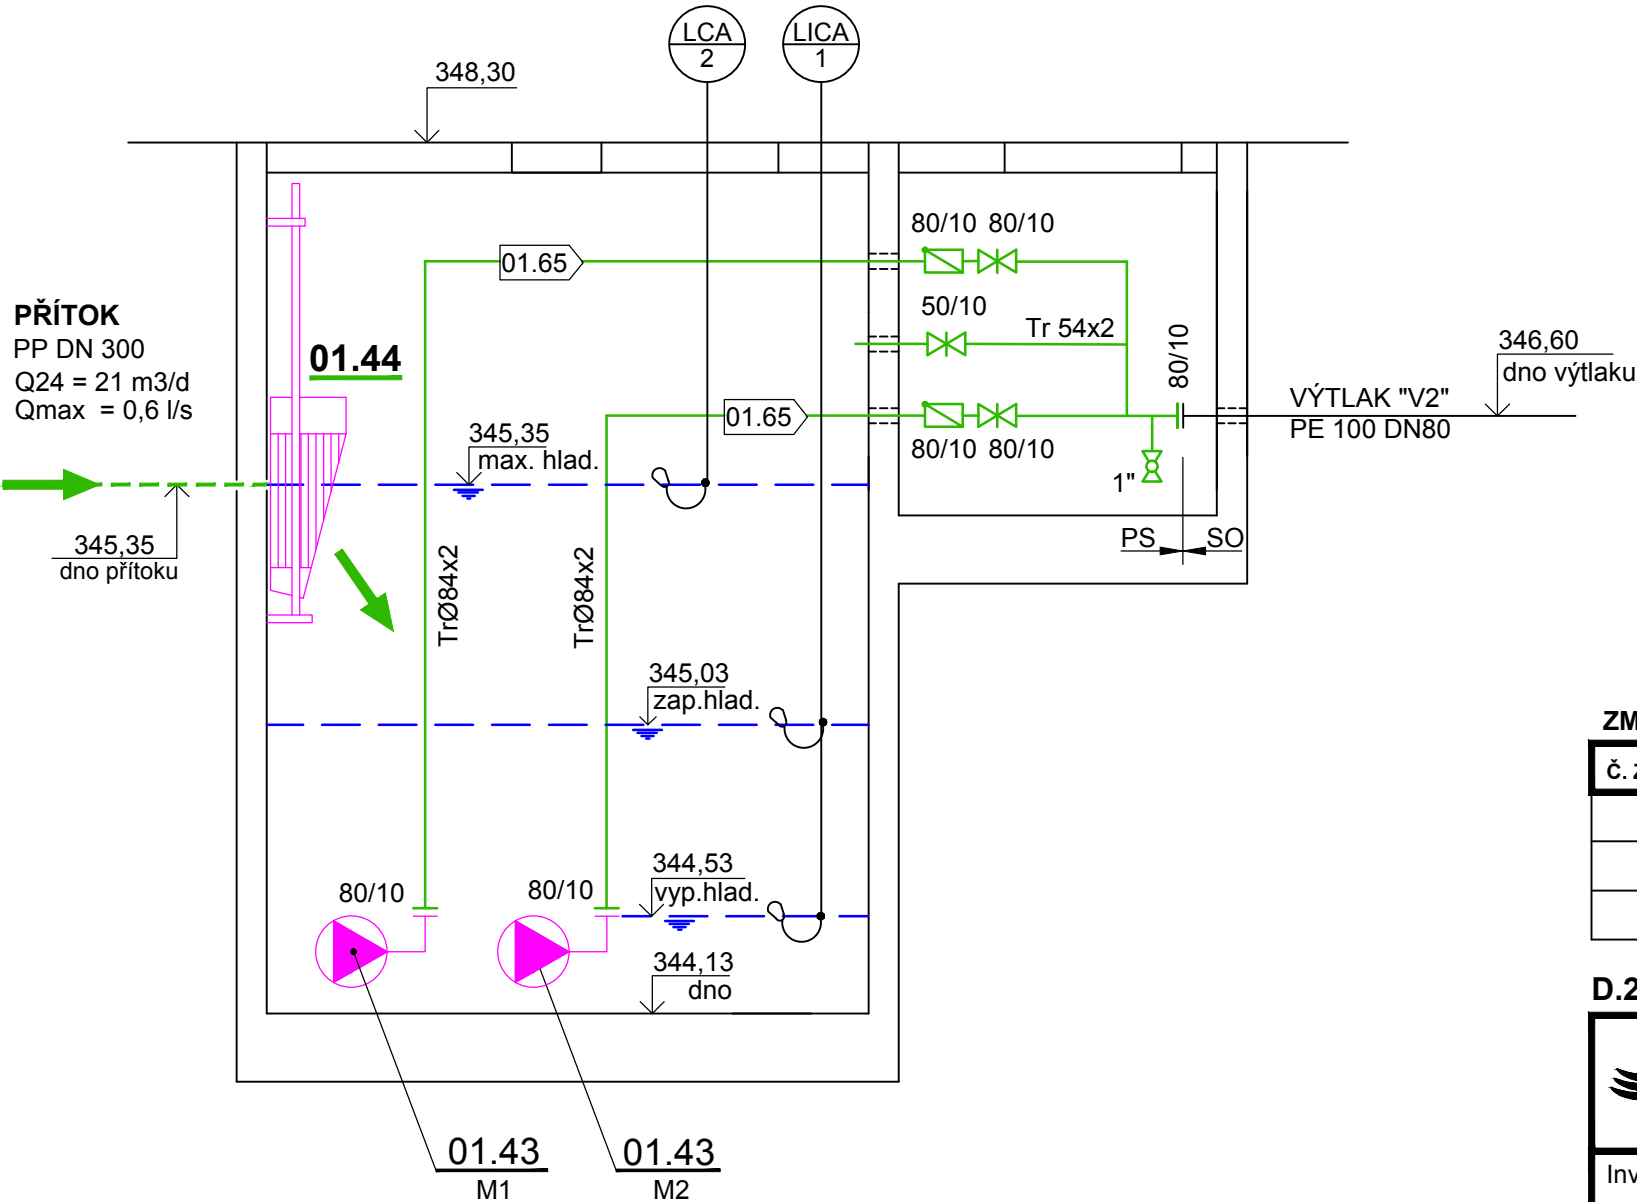 LCA
2
LICA
1
348,30
80/10 80/10
01.65
PŘÍTOK
PP DN 300
Q24 = 21 m3/d
Qmax = 0,6 l/s
01.44
50/10
Tr 54x2
80/10
346,60
dno výtlaku
VÝTLAK "V2"
PE 100 DN80
01.65
80/10 80/10
345,35
max. hlad.
1"
PS
SO
345,35
dno přítoku
TrØ84x2
TrØ84x2
345,03
zap.hlad.
ZM
Č.
344,53
vyp.hlad.
80/10
80/10
344,13
dno
D.2
01.43
M1
01.43
M2
Inv